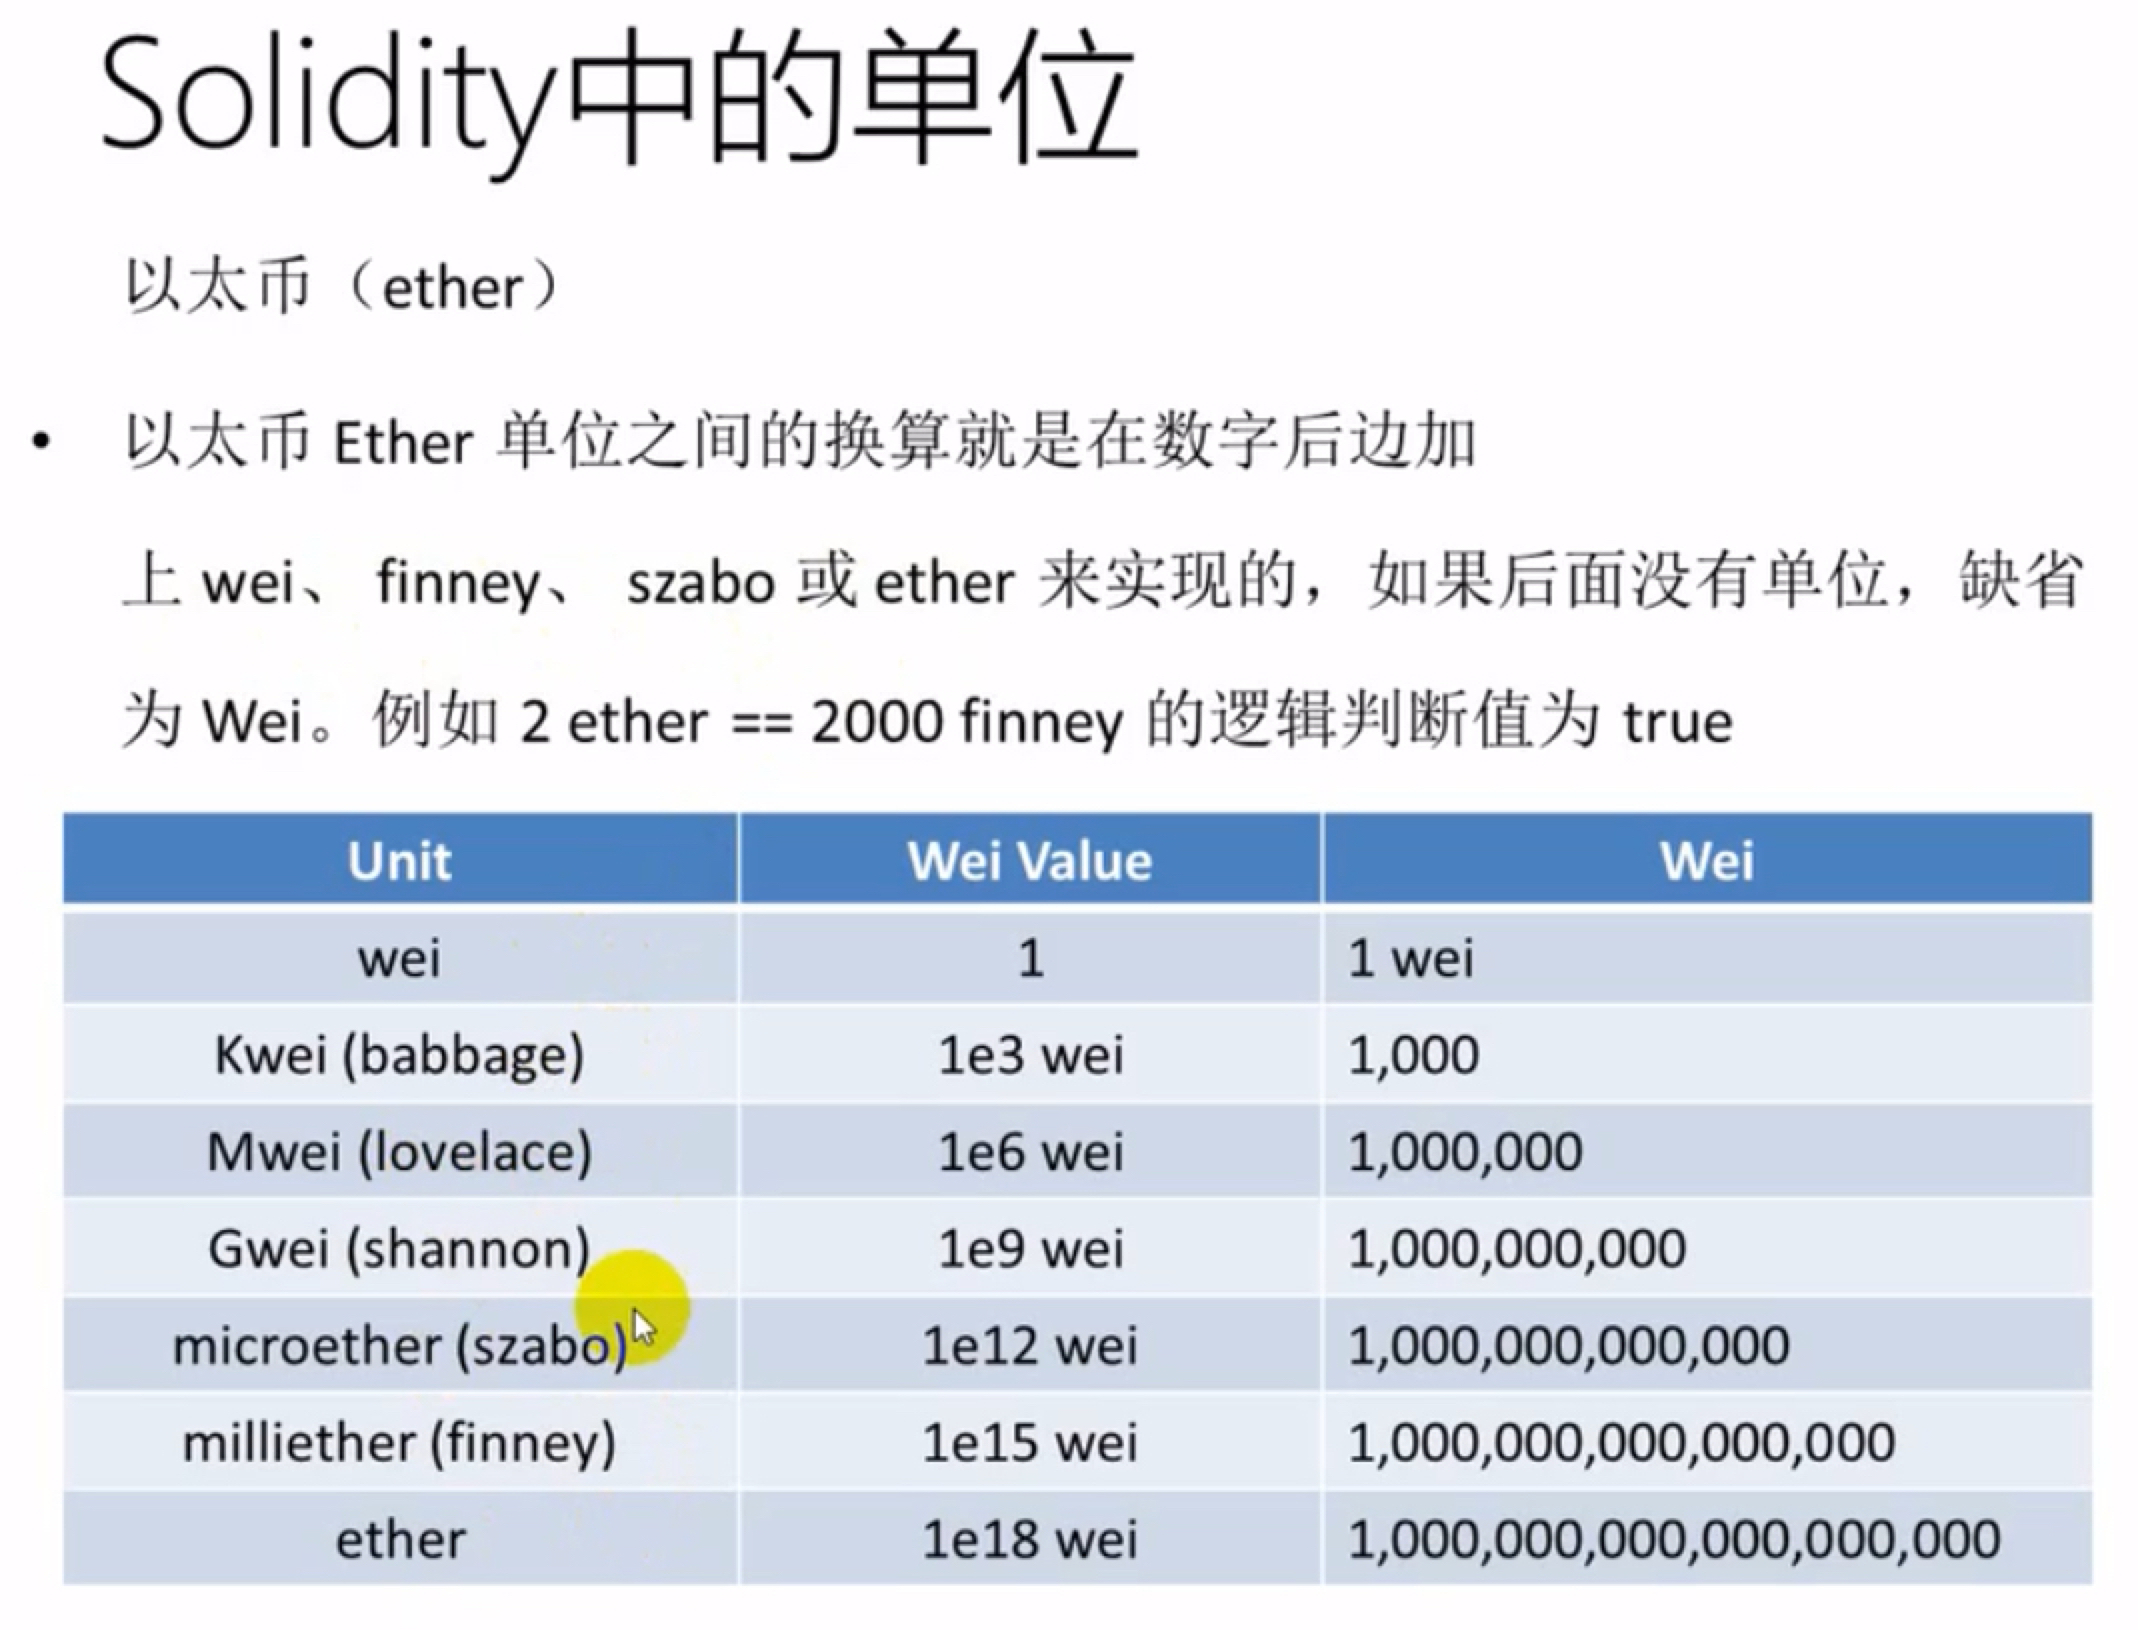 Solidity中的单位
以太币（ether）
• 以太币 Ether 单位之间的换算就是在数字后边加
上 wei、 finney、 szabo 或 ether 来实现的，如果后面没有单位，缺省
为 Wei。例如 2 ether == 2000 finney 的逻辑判断值为 true
Unit Wei Value Wei
wei 1 1 wei
Kwei (babbage) 1e3 wei 1,000
Mwei (lovelace) 1e6 wei 1,000,000
Gwei (shannon) 1e9 wei 1,000,000,000
microether (szabo) 1e12 wei 1,000,000,000,000
milliether (finney) 1e15 wei 1,000,000,000,000,000
ether 1e18 wei 1,000,000,000,000,000,000